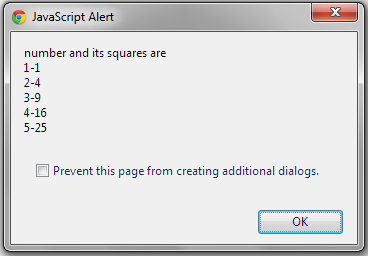 JavaScript Alert
number and its squares are
1-1
2-4
3-9
4-16
5-25
Prevent this page from creating additional dialogs.
OK